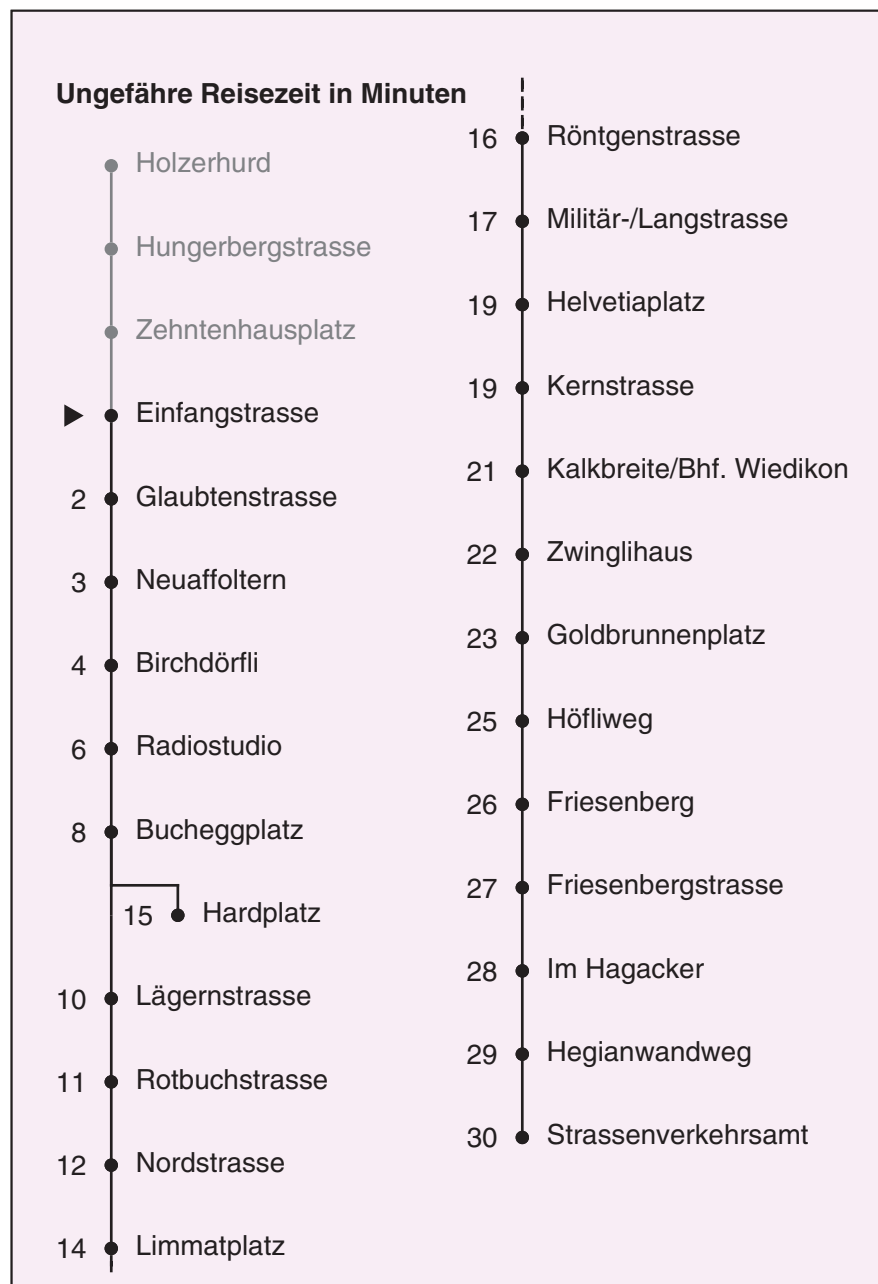 Ungefähre Reisezeit in Minuten
Holzerhurd
Hungerbergstrasse
Zehntenhausplatz
Einfangstrasse
2 Glaubtenstrasse
3 Neuaffoltern
4 Birchdörfli
6 Radiostudio
8 Bucheggplatz
15 Hardplatz
10 Lägernstrasse
11 Rotbuchstrasse
12 Nordstrasse
14 Limmatplatz
16 Röntgenstrasse
17 Militär-/Langstrasse
19 Helvetiaplatz
19 Kernstrasse
21 Kalkbreite/Bhf. Wiedikon
22 Zwinglihaus
23 Goldbrunnenplatz
25 Höfliweg
26 Friesenberg
27 Friesenbergstrasse
28 Im Hagacker
29 Hegianwandweg
30 Strassenverkehrsamt